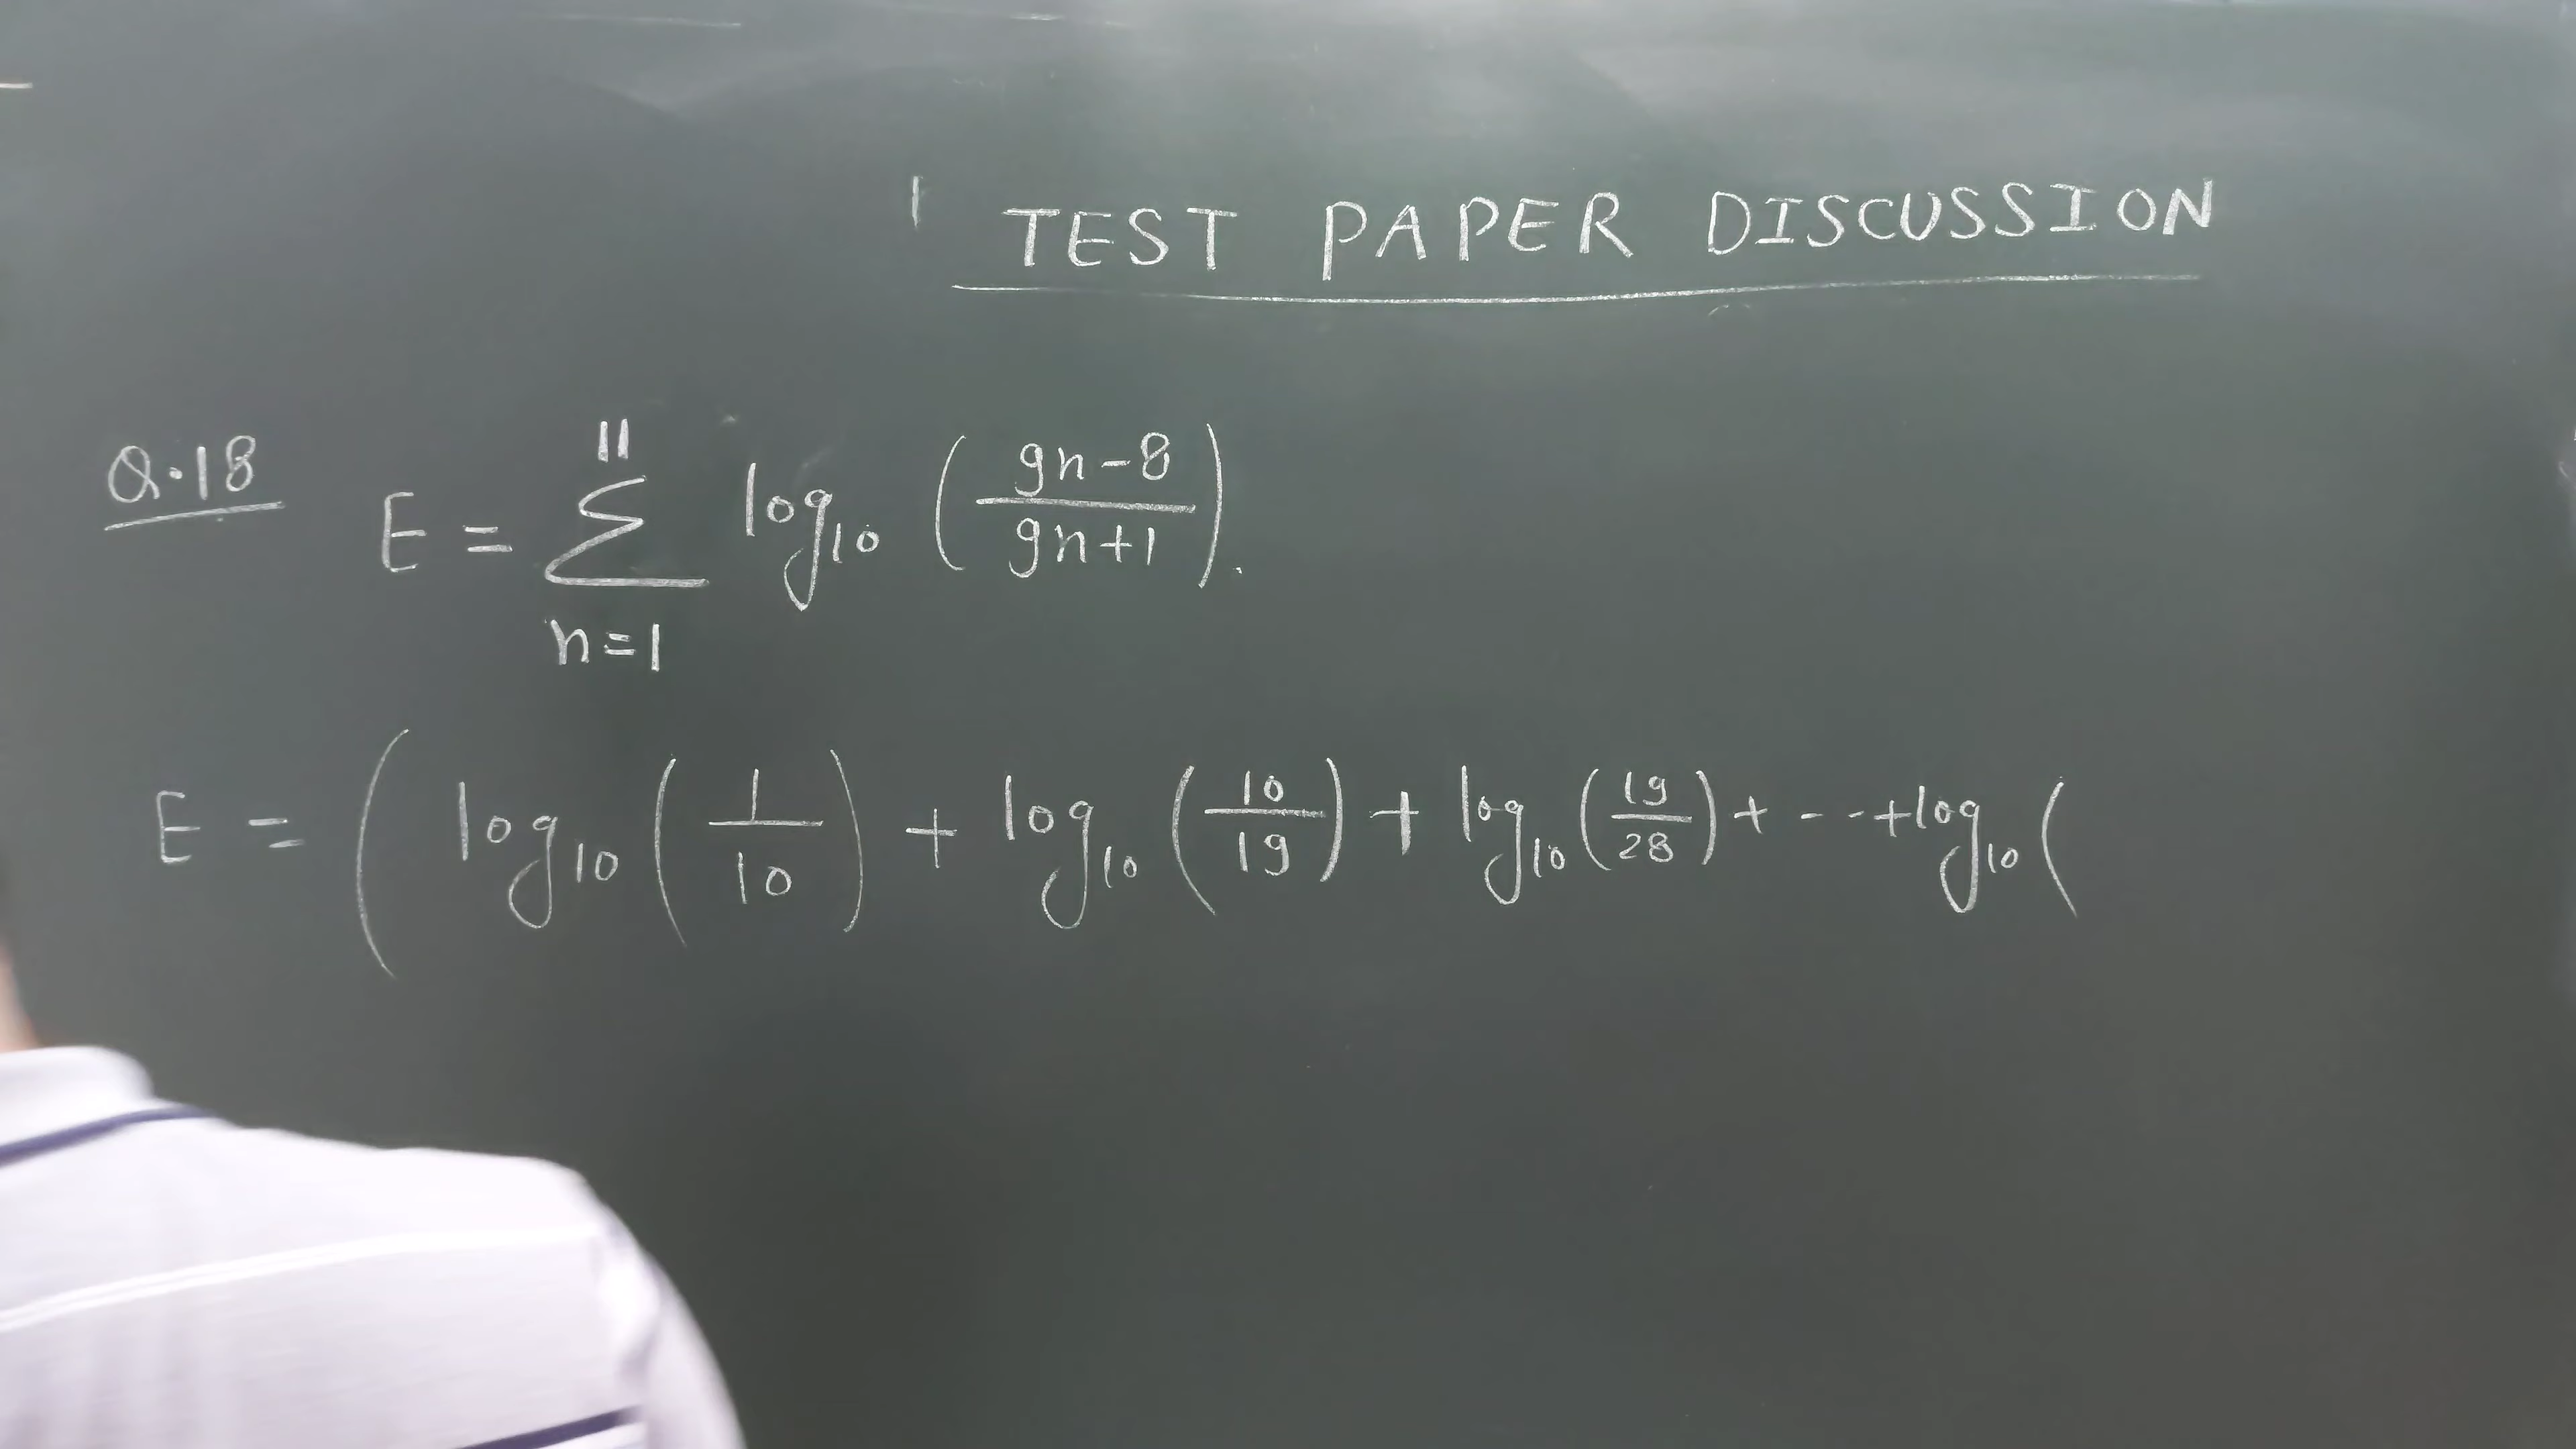 TEST PAPER DISCUSSION
Q.18 E = ∑_{n=1}^{11} log₁₀ ( (9n-8)/(9n+1) ).
E = ( log₁₀ ( 1/10 ) + log₁₀ ( 10/19 ) + log₁₀ ( 19/28 ) + - - + log₁₀ (